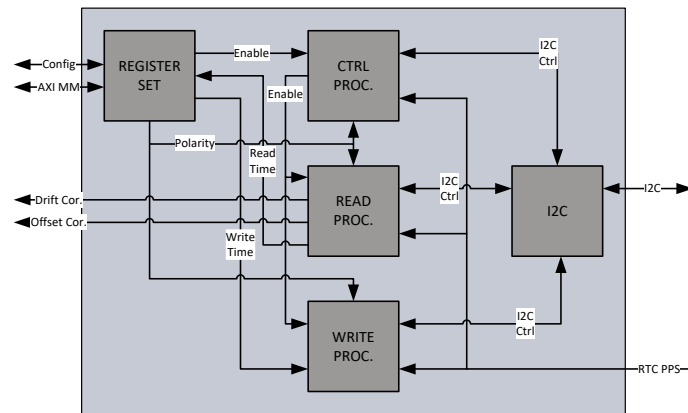 I2C
Ctrl
Enable
Config
REGISTER
SET
CTRL
PROC.
AXI MM
Enable
Polarity
Read
Time
Drift Cor.
READ
PROC.
I2C
Ctrl
I2C
I2C
Offset Cor.
Write
Time
I2C
Ctrl
WRITE
PROC.
RTC PPS